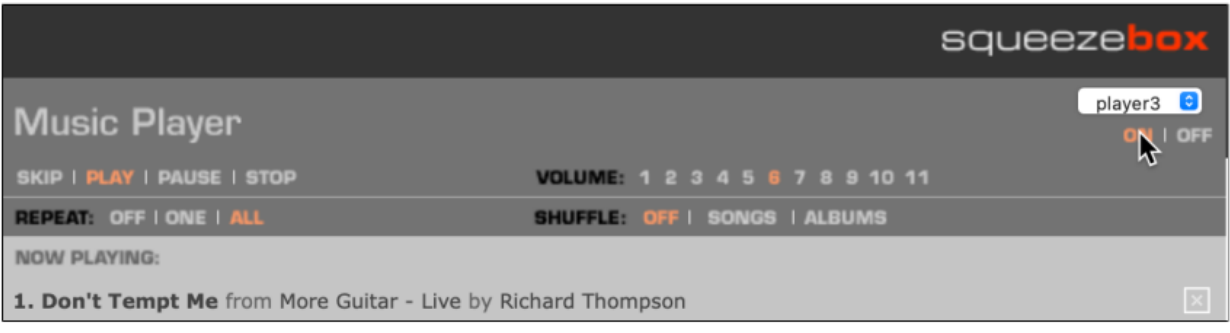 squeezebox
Music Player
player3
ON | OFF
SKIP | PLAY | PAUSE | STOP
VOLUME: 1 2 3 4 5 6 7 8 9 10 11
REPEAT: OFF | ONE | ALL
SHUFFLE: OFF | SONGS | ALBUMS
NOW PLAYING:
1. Don't Tempt Me from More Guitar - Live by Richard Thompson